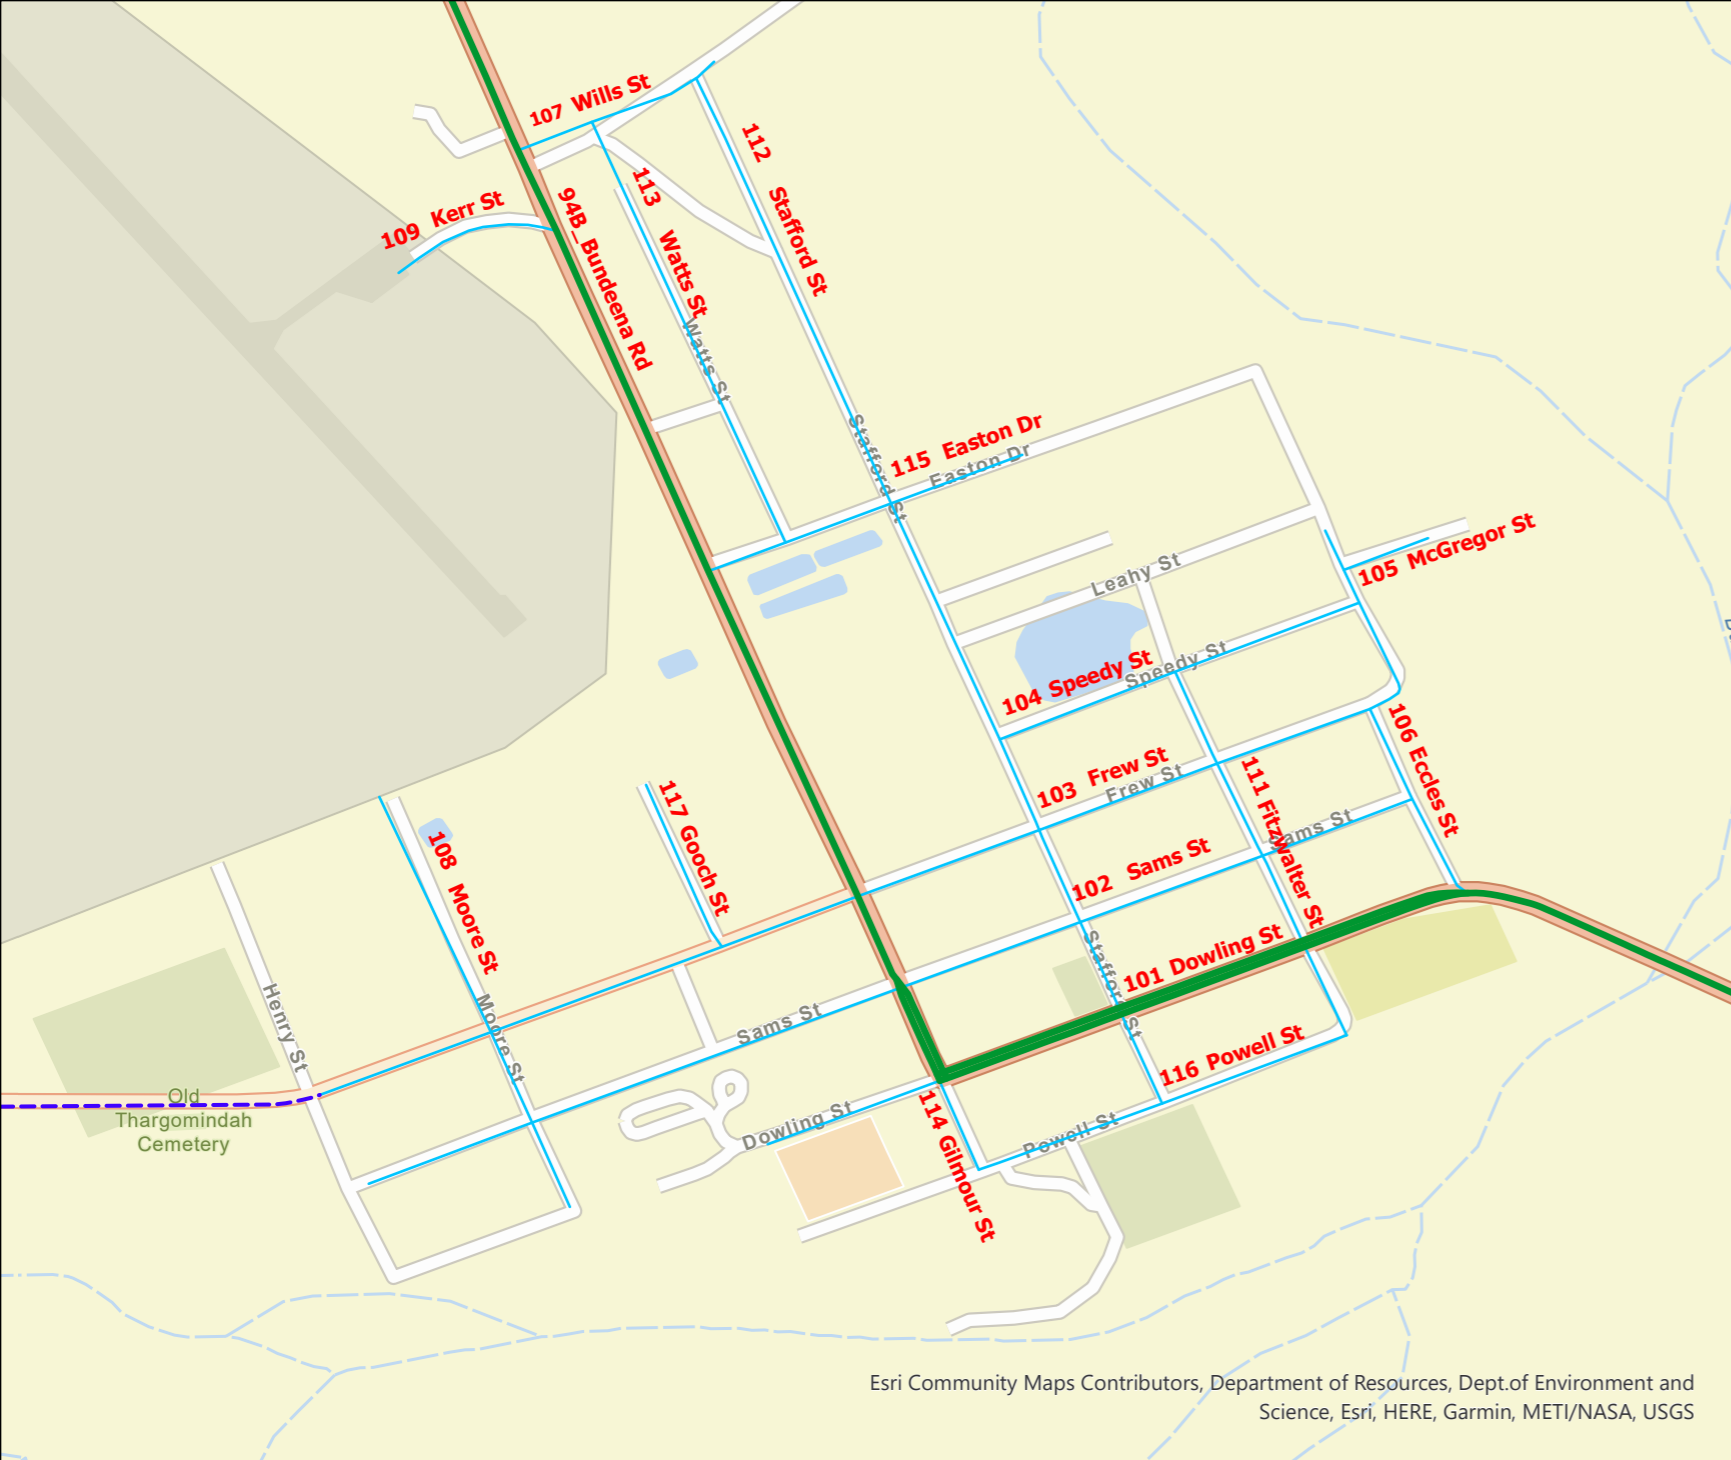 107 Wills St
112 Stafford St
113 Watts St
109 Kerr St
94B_Bundeena Rd
Watts St
Stafford St
115 Easton Dr
Easton Dr
105 McGregor St
Leahy St
104 Speedy St
Speedy St
106 Eccles St
103 Frew St
Frew St
111 Fitzwalter St
117 Gooch St
Sams St
108 Moore St
102 Sams St
Stafford St
101 Dowling St
Henry St
Moore St
Sams St
116 Powell St
Old
Thargomindah
Cemetery
Dowling St
114 Gilmour St
Powell St
Esri Community Maps Contributors, Department of Resources, Dept.of Environment and
Science, Esri, HERE, Garmin, METI/NASA, USGS